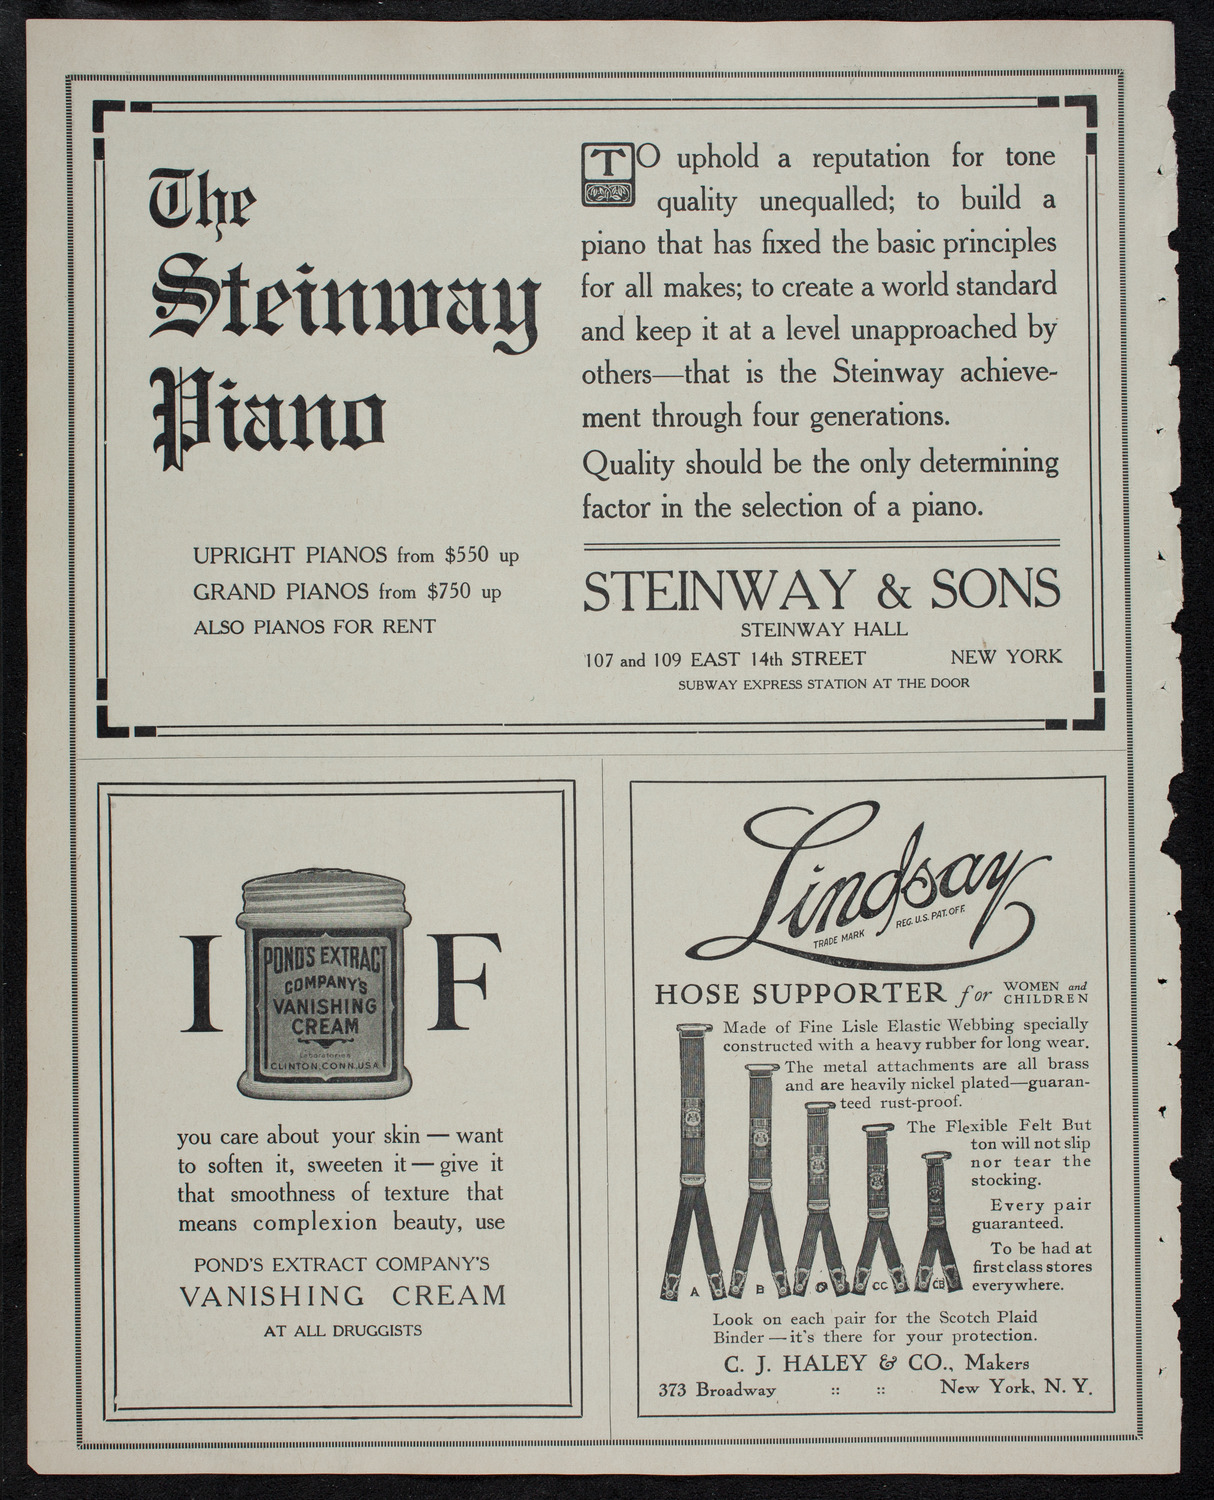 The
Steinway
Piano
UPRIGHT PIANOS from $550 up
GRAND PIANOS from $750 up
ALSO PIANOS FOR RENT
TO uphold a reputation for tone
quality unequalled; to build a
piano that has fixed the basic principles
for all makes; to create a world standard
and keep it at a level unapproached by
others—that is the Steinway achieve-
ment through four generations.
Quality should be the only determining
factor in the selection of a piano.
STEINWAY & SONS
STEINWAY HALL
107 and 109 EAST 14th STREET NEW YORK
SUBWAY EXPRESS STATION AT THE DOOR
I F
POND'S EXTRACT
COMPANY'S
VANISHING
CREAM
Laboratories
CLINTON, CONN. USA
you care about your skin — want
to soften it, sweeten it — give it
that smoothness of texture that
means complexion beauty, use
POND'S EXTRACT COMPANY'S
VANISHING CREAM
AT ALL DRUGGISTS
Lindsay
TRADE MARK REG. U.S. PAT. OFF.
HOSE SUPPORTER for WOMEN and
CHILDREN
Made of Fine Lisle Elastic Webbing specially
constructed with a heavy rubber for long wear.
The metal attachments are all brass
and are heavily nickel plated—guaran-
teed rust-proof.
The Flexible Felt But
ton will not slip
nor tear the
stocking.
Every pair
guaranteed.
To be had at
first class stores
everywhere.
A B CC CB
Look on each pair for the Scotch Plaid
Binder — it's there for your protection.
C. J. HALEY & CO., Makers
373 Broadway :: :: New York, N. Y.